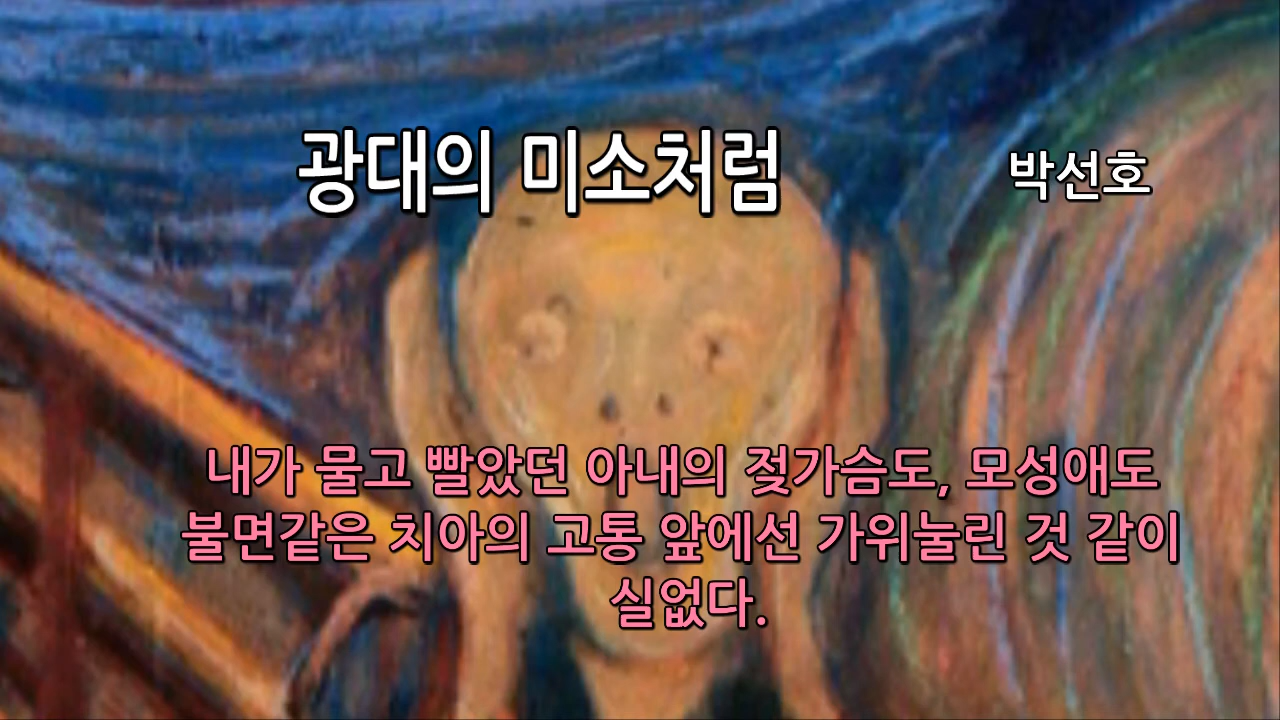 광대의 미소처럼
박선호
내가 물고 빨았던 아내의 젖가슴도, 모성애도
불면같은 치아의 고통 앞에선 가위눌린 것 같이
실없다.